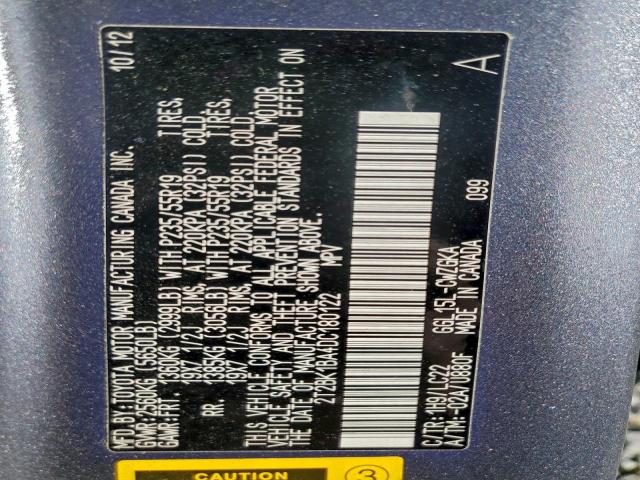 MFD.BY:TOYOTA MOTOR MANUFACTURING CANADA INC. 10/12
GVWR:2560KG (5650LB)
GAWR:FRT. 1360KG (2999LB) WITH P235/55R19 TIRES,
19X7 1/2J RIMS, AT 220KPA (32PSI) COLD.
RR. 1385KG (3056LB) WITH P235/55R19 TIRES,
19X7 1/2J RIMS, AT 220KPA (32PSI) COLD.
THIS VEHICLE CONFORMS TO ALL APPLICABLE FEDERAL MOTOR
VEHICLE SAFETY AND THEFT PREVENTION STANDARDS IN EFFECT ON
THE DATE OF MANUFACTURE SHOWN ABOVE.
2T2BK1BA4DC180122 MPV
C/TR:1H9/LC22 GGL15L-CWZGKA
A/TM:-02A/U880F MADE IN CANADA 099 A
CAUTION 3